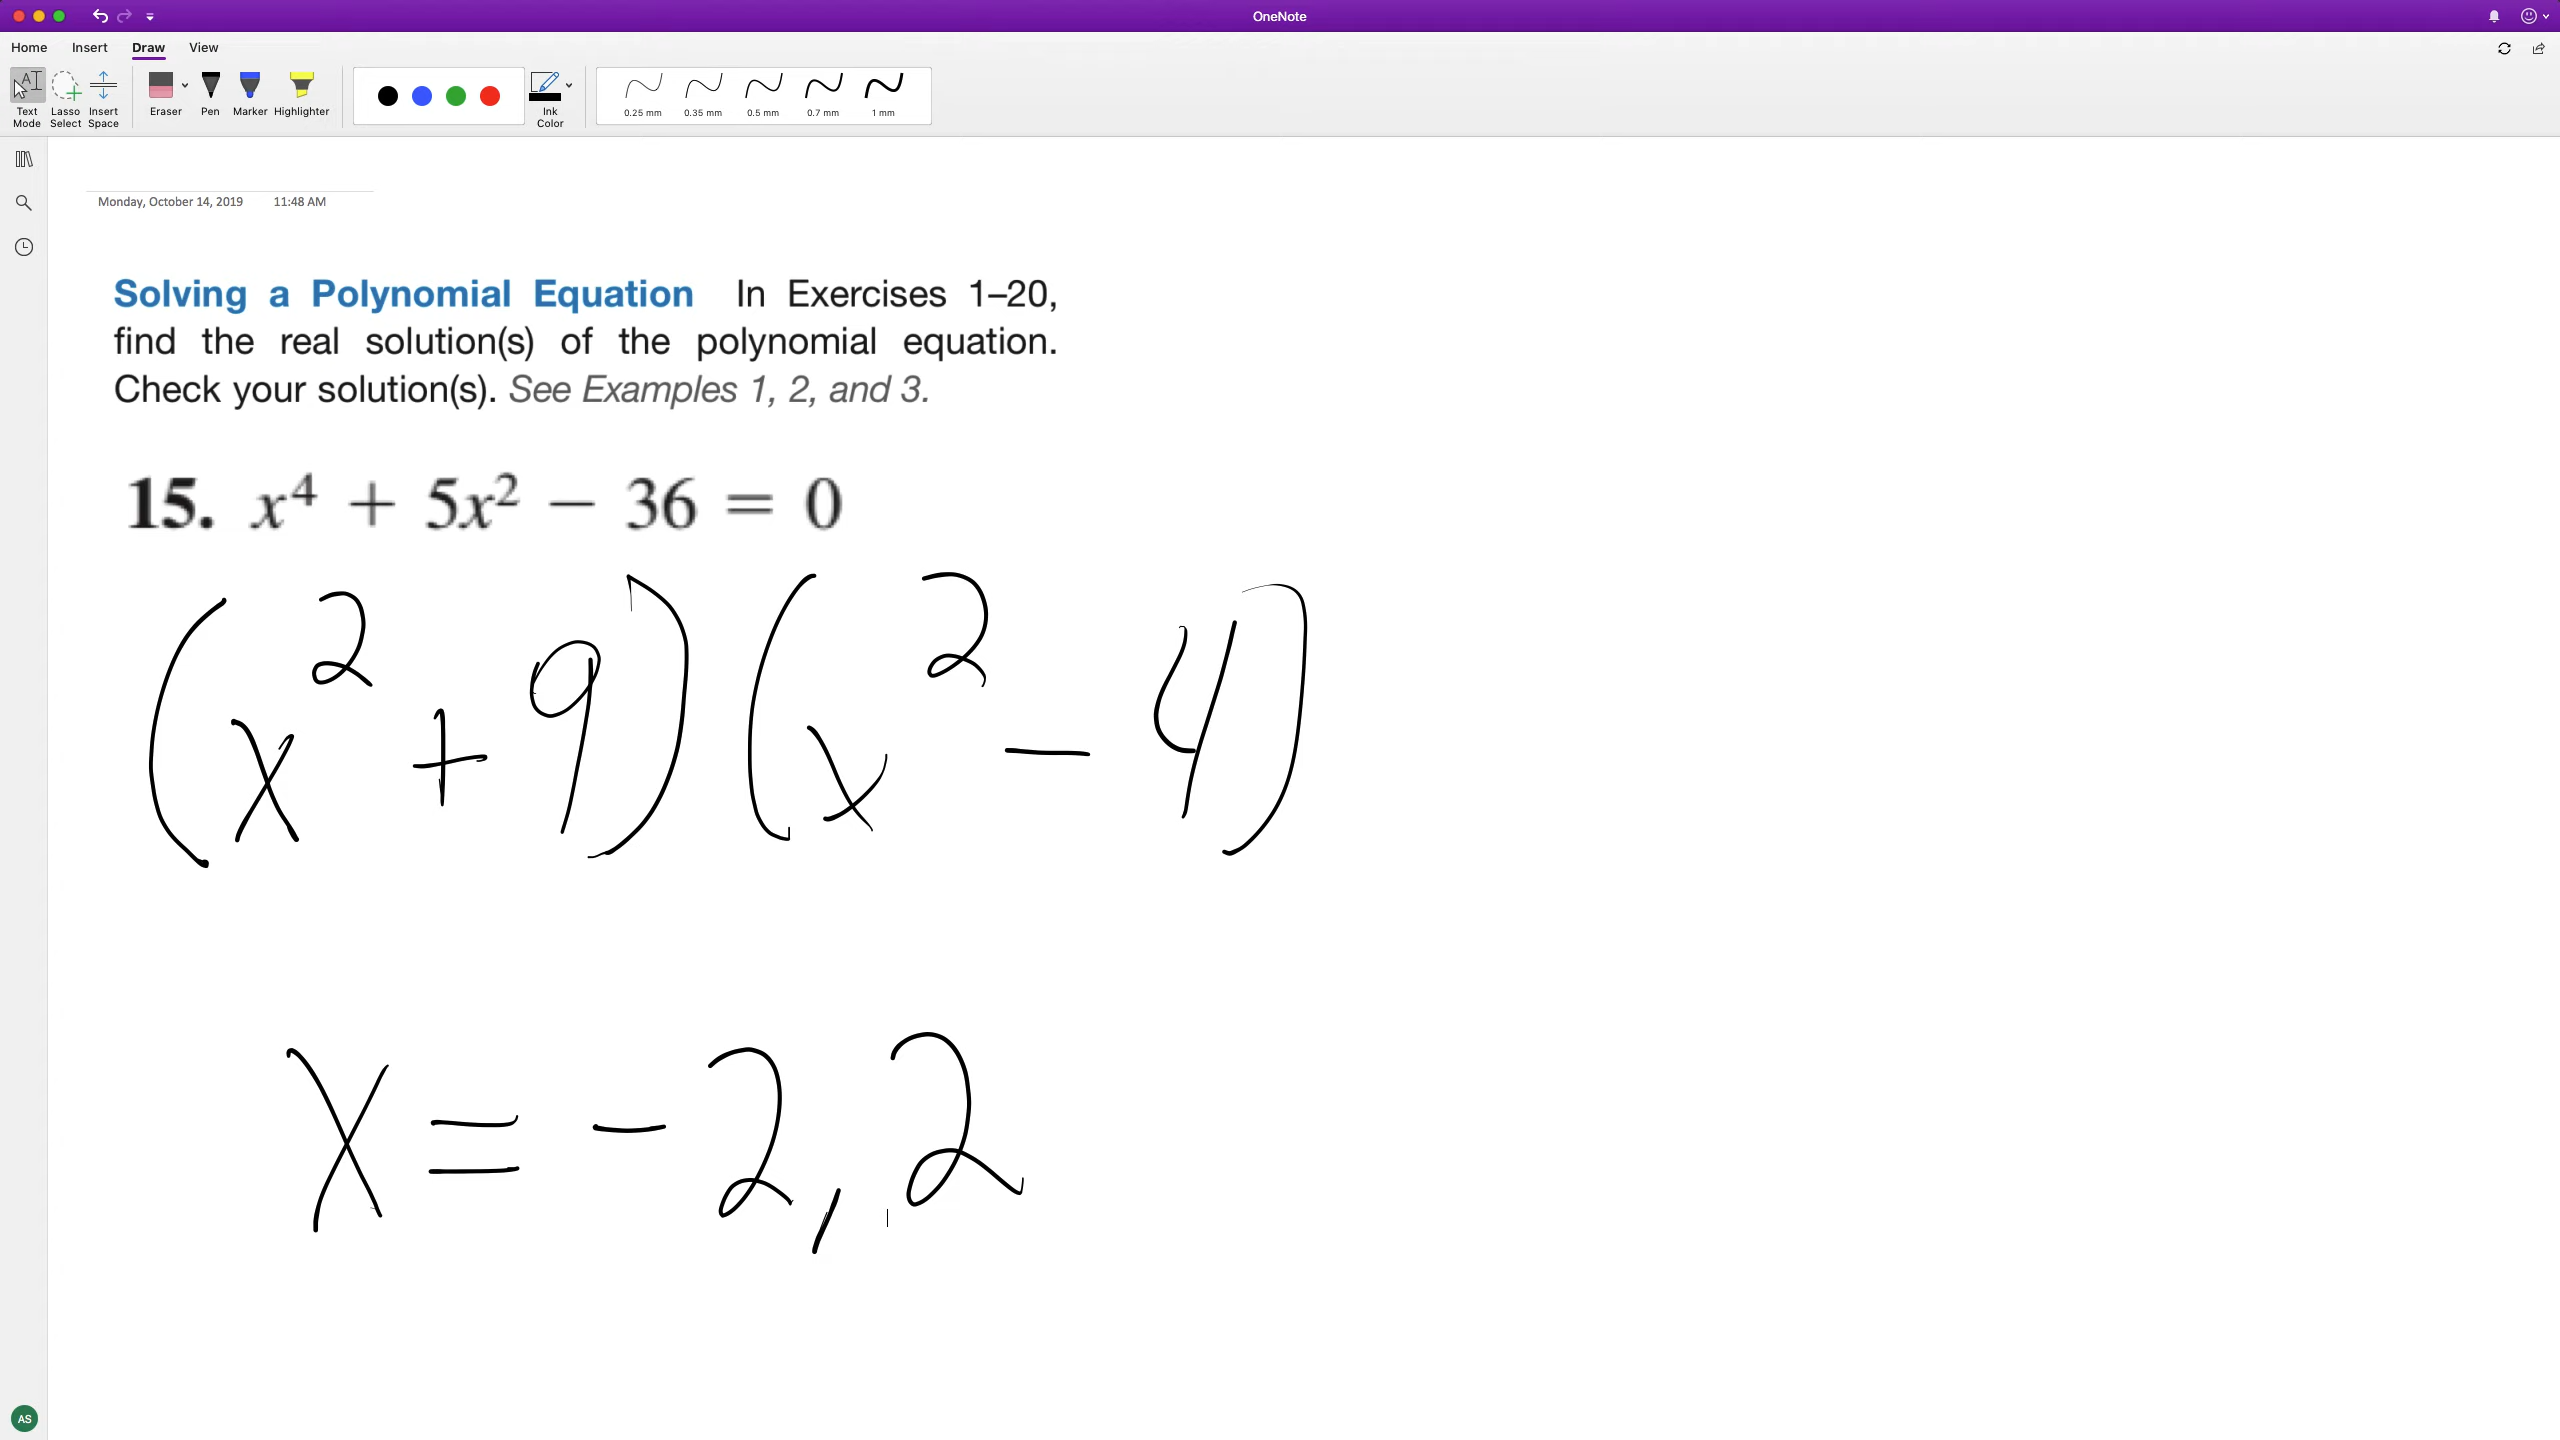 OneNote
Home Insert Draw View
Text Mode Lasso Select Insert Space Eraser Pen Marker Highlighter Ink Color 0.25 mm 0.35 mm 0.5 mm 0.7 mm 1 mm
Monday, October 14, 2019 11:48 AM
Solving a Polynomial Equation In Exercises 1–20,
find the real solution(s) of the polynomial equation.
Check your solution(s). See Examples 1, 2, and 3.
15. x⁴ + 5x² − 36 = 0
(x² + 9)(x² − 4)
x = −2, 2
AS